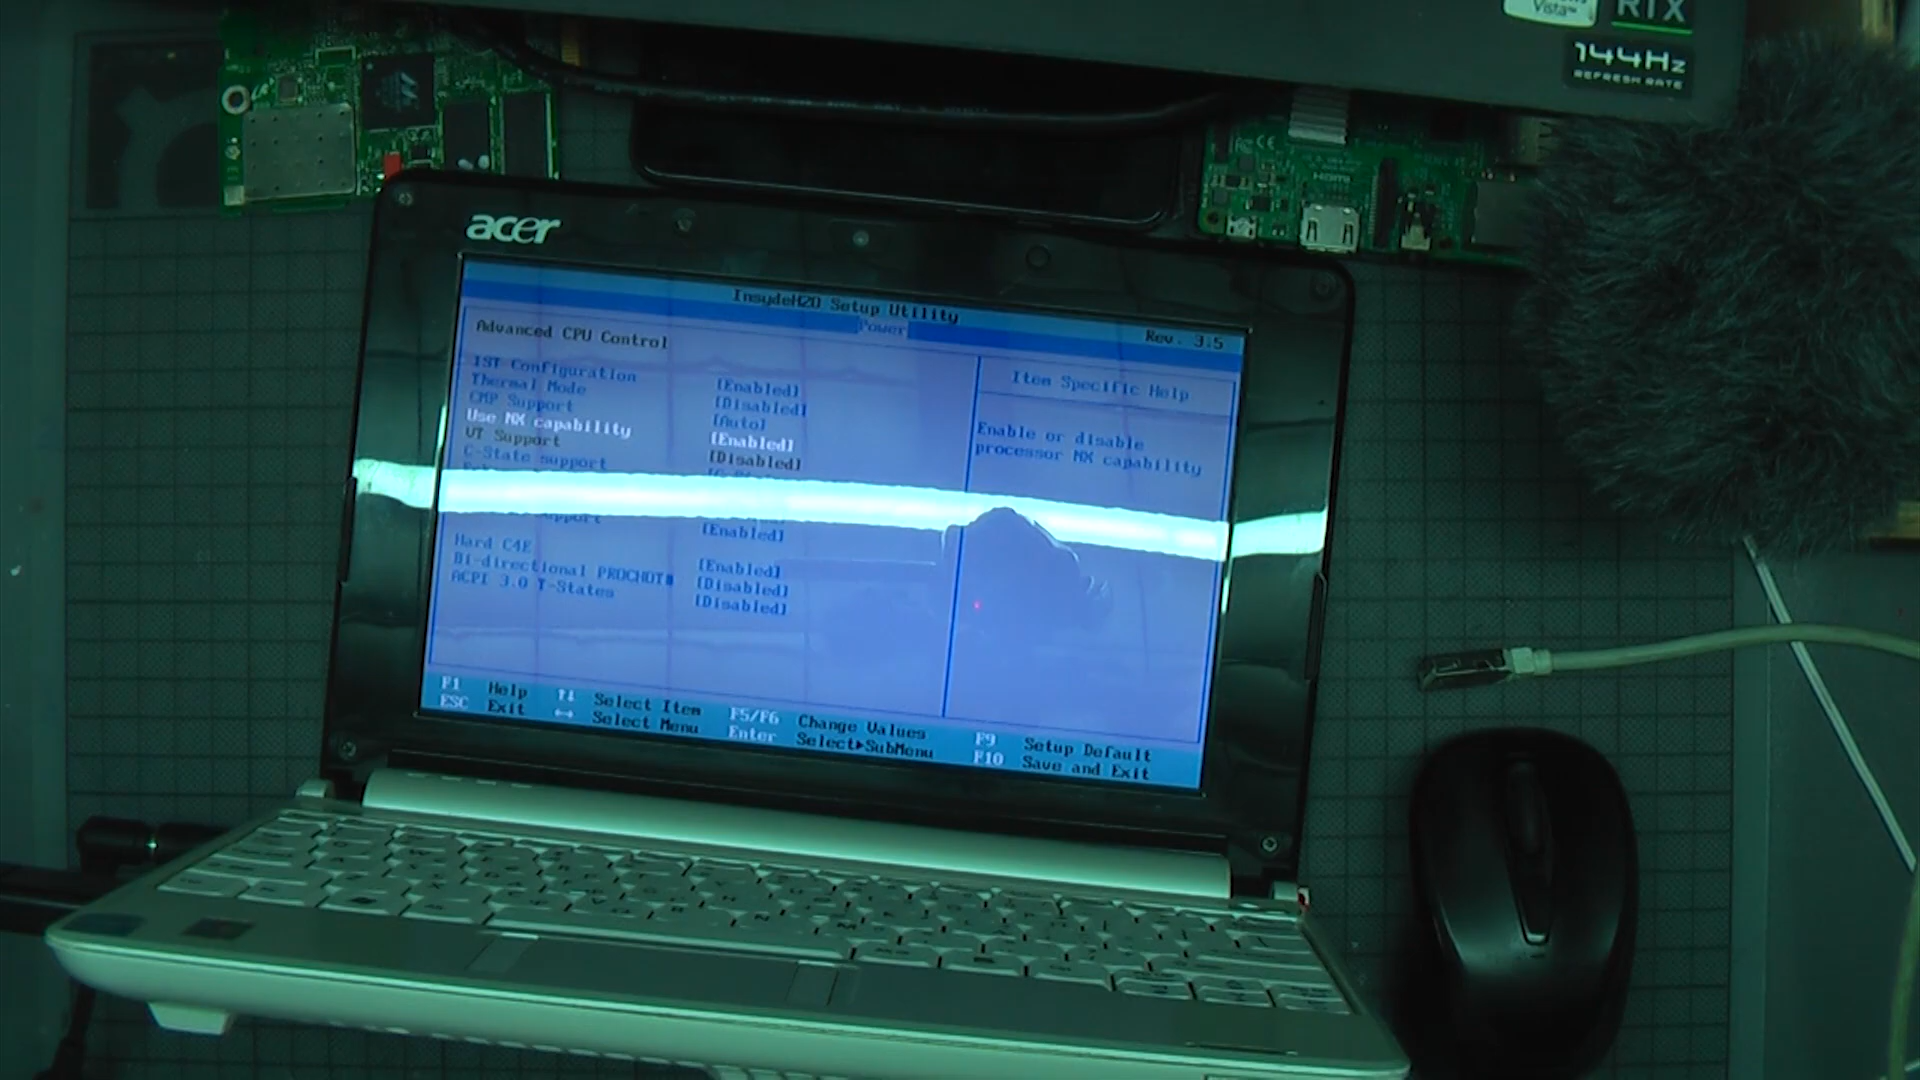 Vista™
RTX
144Hz
REFRESH RATE
HDMI
acer
InsydeH20 Setup Utility
Rev. 3.5
Power
Advanced CPU Control
Item Specific Help
IST Configuration [Enabled]
Thermal Mode [Disabled]
CMP Support [Auto]
Use NX capability [Enabled]
VT Support [Disabled]
C-State support
Enable or disable
processor NX capability
[Enabled]
Hard C4E [Enabled]
Bi-directional PROCHOT# [Disabled]
ACPI 3.0 T-States [Disabled]
F1 Help ↑↓ Select Item F5/F6 Change Values F9 Setup Default
ESC Exit ↔ Select Menu Enter Select▶SubMenu F10 Save and Exit